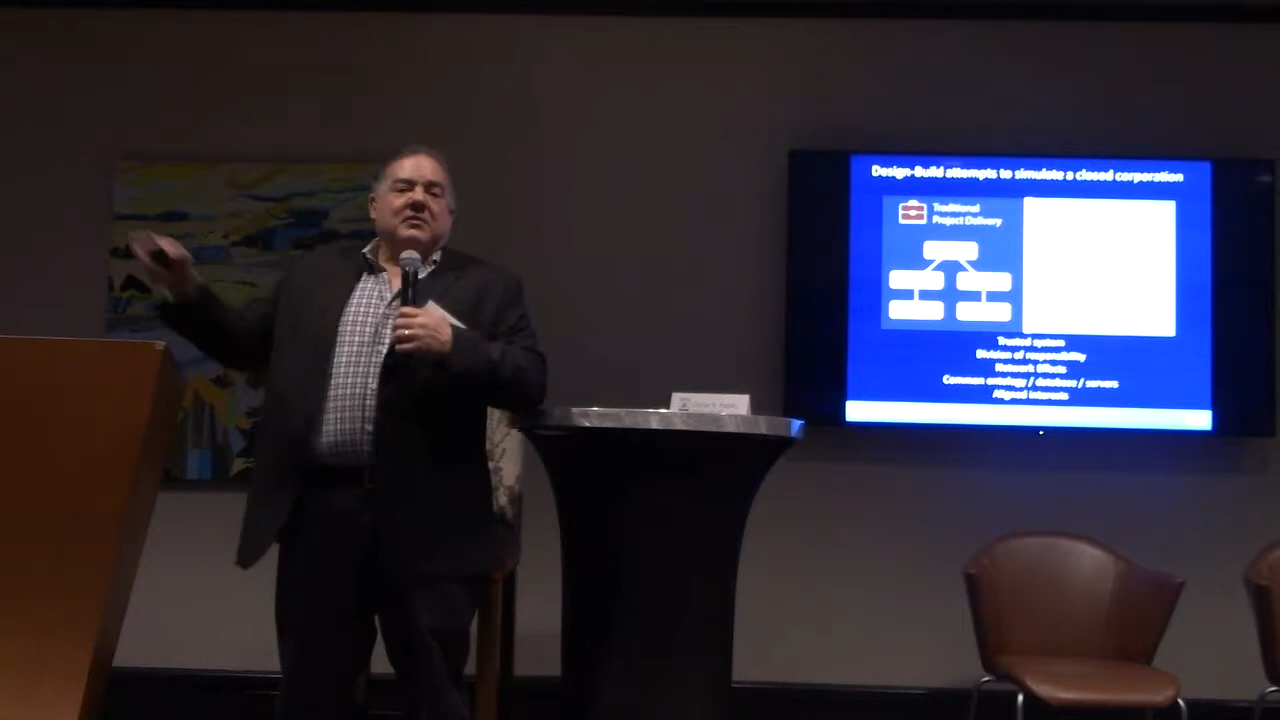 Design-Build attempts to simulate a closed corporation
Traditional
Project Delivery
Trusted system
Division of responsibility
Network Effects
Common ontology / database / servers
Aligned interests